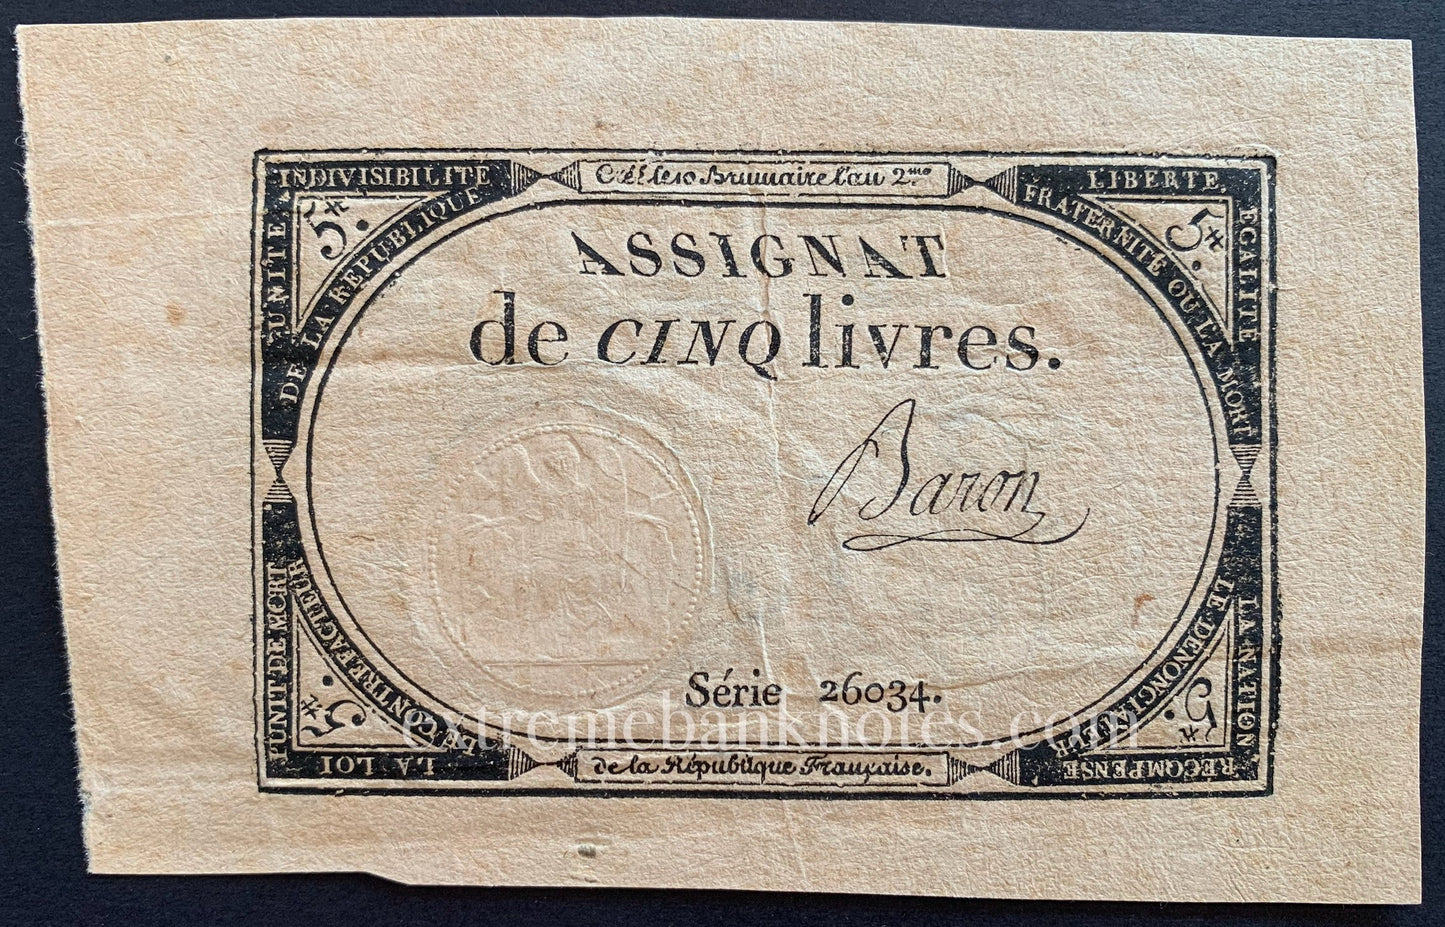 Créé le 10 Brumaire l'an 2.me
INDIVISIBILITE
UNITE
DE LA REPUBLIQUE
5₶.
LIBERTE,
EGALITE
FRATERNITE OU LA MORT
5₶.
ASSIGNAT
de CINQ livres.
Baron
Série 26034.
LA LOI
PUNIT DE MORT
LE CONTREFACTEUR
5₶.
LA NATION
RECOMPENSE
LE DENONCIATEUR
5₶.
de la République Française.
extremebanknotes.com